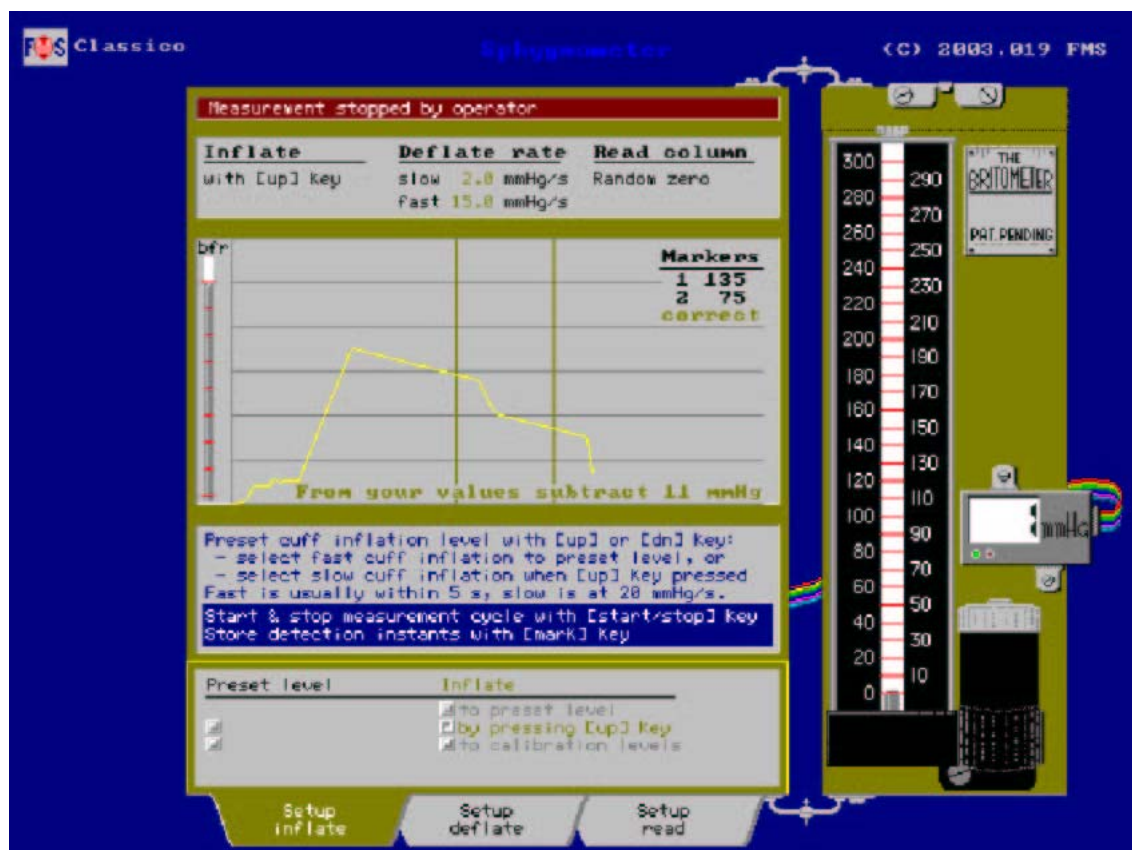 FMS Classico
Sphygmometer
(C) 2003.019 FMS
Measurement stopped by operator
Inflate Deflate rate Read column
with [up] Key slow 2.0 mmHg/s Random zero
fast 15.0 mmHg/s
bfr
Markers
1 135
2 75
correct
From your values subtract 11 mmHg
Preset cuff inflation level with [up] or [dn] Key:
- select fast cuff inflation to preset level, or
- select slow cuff inflation when [up] Key pressed
Fast is usually within 5 s, slow is at 20 mmHg/s.
Start & stop measurement cycle with [start/stop] Key
Store detection instants with [mark] Key
Preset level Inflate
to preset level
by pressing [up] Key
to calibration levels
Setup inflate
Setup deflate
Setup read
300
290
280
270
260
250
240
230
220
210
200
190
180
170
160
150
140
130
120
110
100
90
80
70
60
50
40
30
20
10
0
THE
BRITOMETER
PAT. PENDING
mmHg